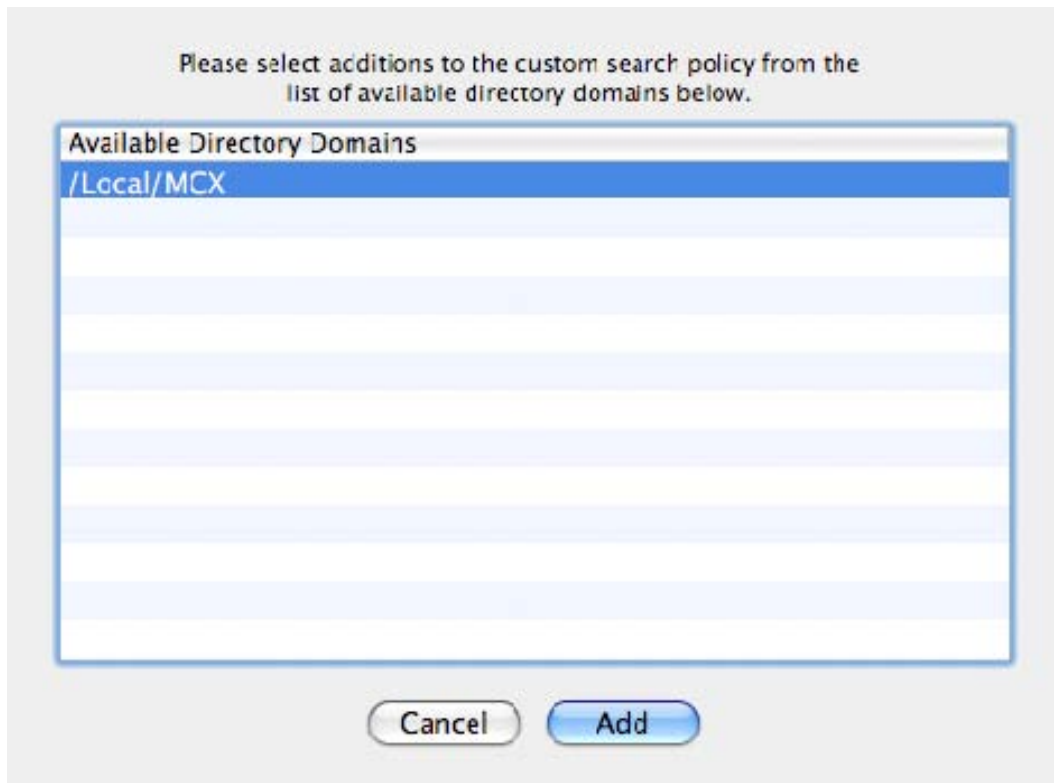 Please select additions to the custom search policy from the
list of available directory domains below.
Available Directory Domains
/Local/MCX
Cancel
Add